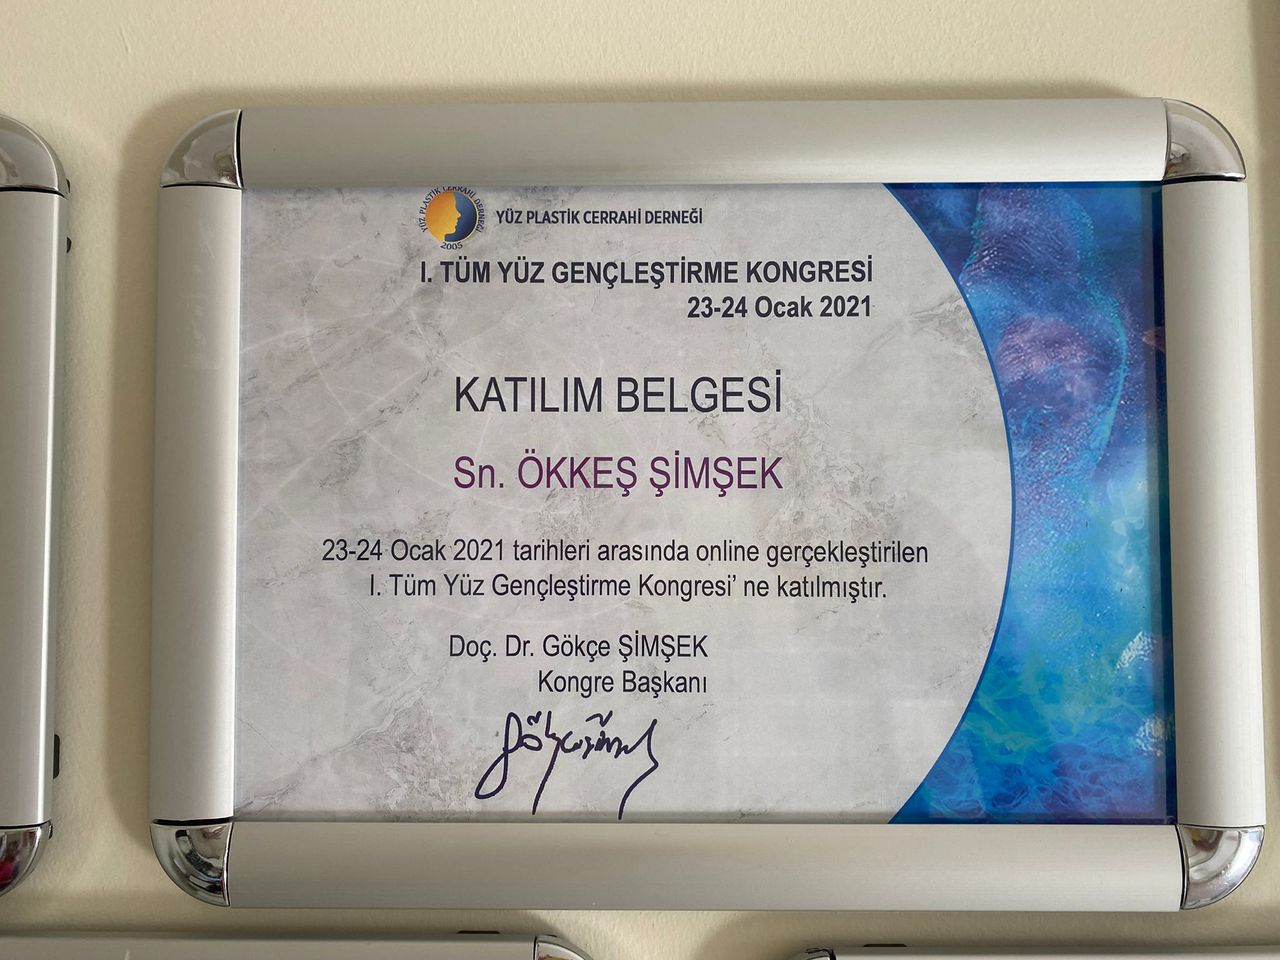 YÜZ PLASTİK CERRAHİ DERNEĞİ
2005
YÜZ PLASTİK CERRAHİ DERNEĞİ
I. TÜM YÜZ GENÇLEŞTİRME KONGRESİ
23-24 Ocak 2021
KATILIM BELGESİ
Sn. ÖKKEŞ ŞİMŞEK
23-24 Ocak 2021 tarihleri arasında online gerçekleştirilen
I. Tüm Yüz Gençleştirme Kongresi' ne katılmıştır.
Doç. Dr. Gökçe ŞİMŞEK
Kongre Başkanı